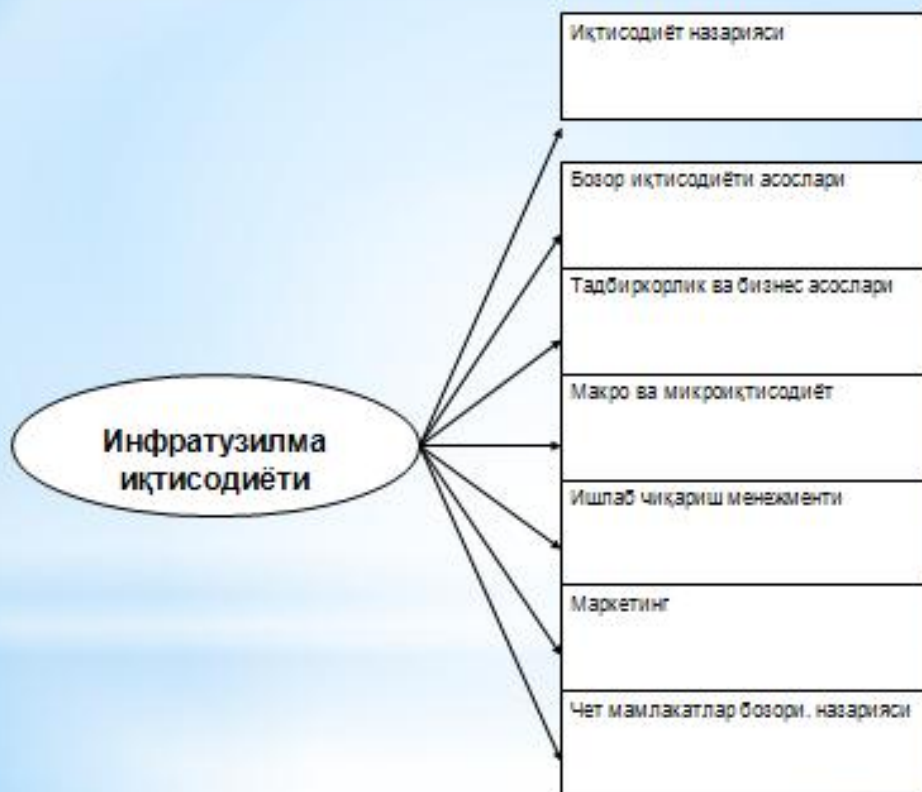 Иқтисодиёт назарияси
Бозор иқтисодиёти асослари
Тадбиркорлик ва бизнес асослари
Макро ва микроиқтисодиёт
Инфратузилма
иқтисодиёти
Ишлаб чиқариш менежменти
Маркетинг
Чет мамлакатлар бозори. назарияси